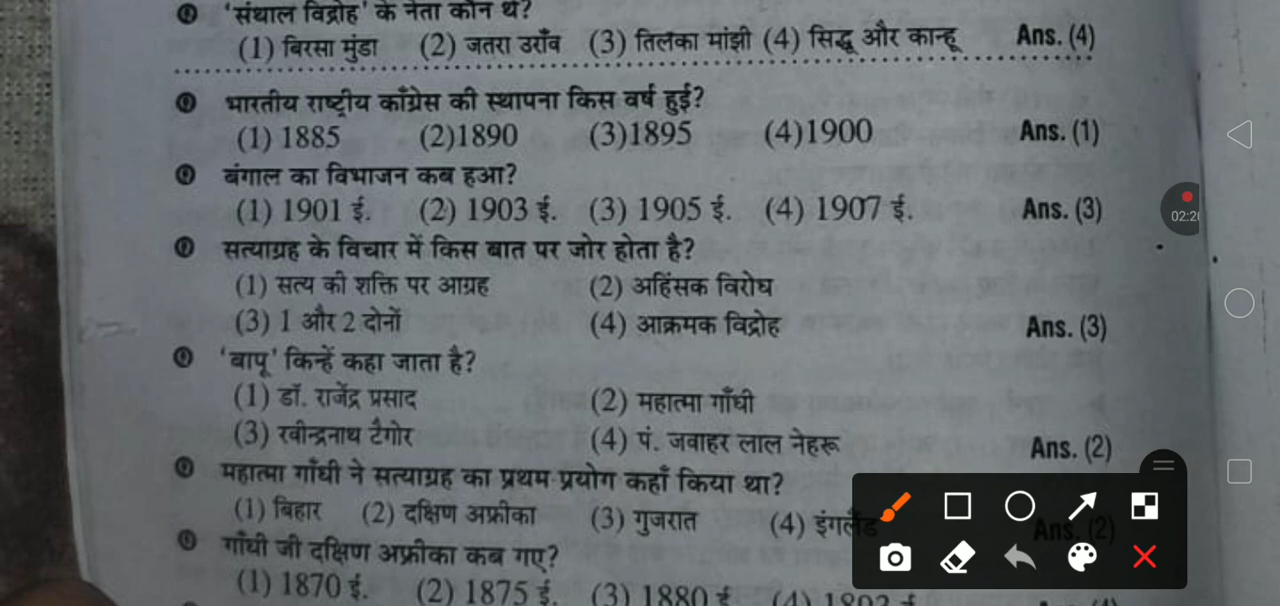 'संथाल विद्रोह' के नेता कौन थे?
(1) बिरसा मुंडा (2) जतरा उराँव (3) तिलका मांझी (4) सिद्धू और कान्हू Ans. (4)
भारतीय राष्ट्रीय काँग्रेस की स्थापना किस वर्ष हुई?
(1) 1885 (2)1890 (3)1895 (4)1900 Ans. (1)
बंगाल का विभाजन कब हुआ?
(1) 1901 ई. (2) 1903 ई. (3) 1905 ई. (4) 1907 ई. Ans. (3)
सत्याग्रह के विचार में किस बात पर जोर होता है?
(1) सत्य की शक्ति पर आग्रह (2) अहिंसक विरोध
(3) 1 और 2 दोनों (4) आक्रमक विद्रोह Ans. (3)
'बापू' किन्हें कहा जाता है?
(1) डॉ. राजेंद्र प्रसाद (2) महात्मा गाँधी
(3) रवीन्द्रनाथ टैगोर (4) पं. जवाहर लाल नेहरू Ans. (2)
महात्मा गाँधी ने सत्याग्रह का प्रथम प्रयोग कहाँ किया था?
(1) बिहार (2) दक्षिण अफ्रीका (3) गुजरात (4) इंगलैंड Ans. (2)
गाँधी जी दक्षिण अफ्रीका कब गए?
(1) 1870 ई. (2) 1875 ई. (3) 1880 ई (4)